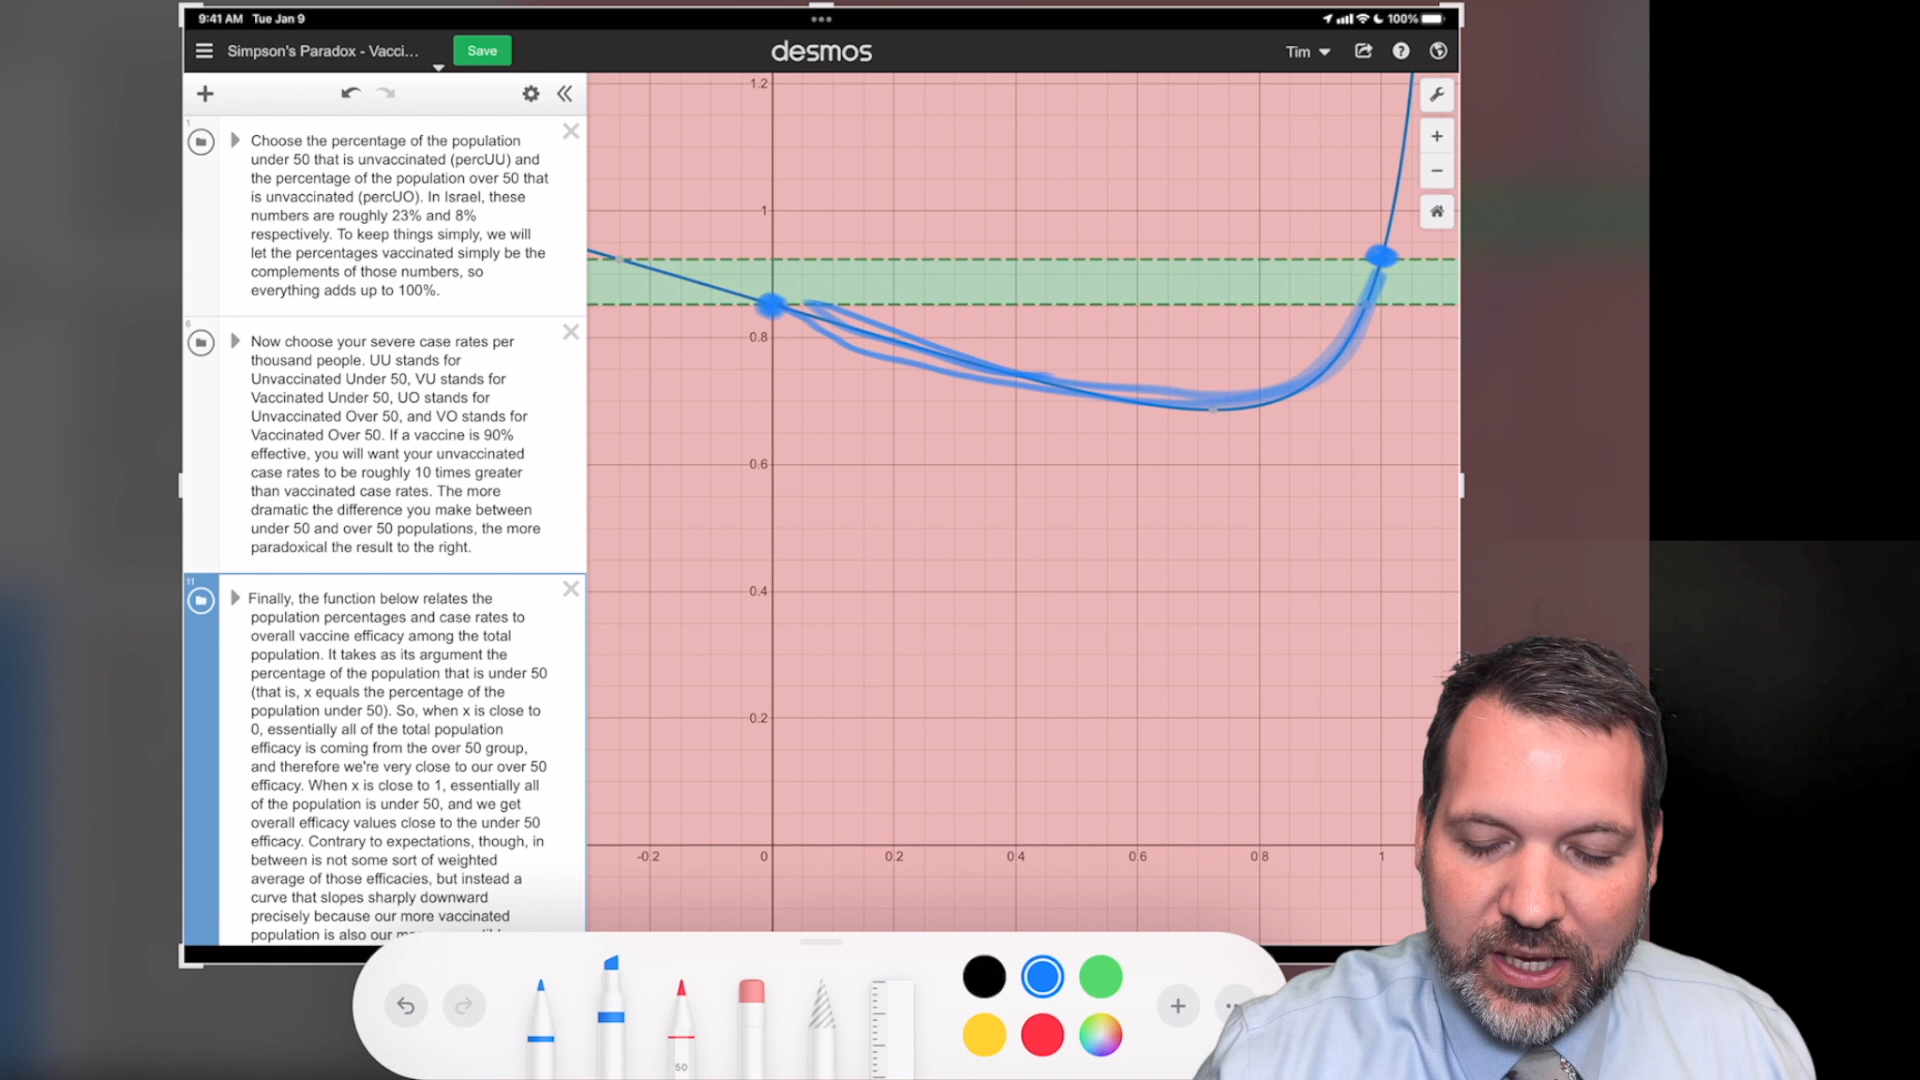 9:41 AM Tue Jan 9
100%
Simpson's Paradox - Vacci...
Save
desmos
Tim
1
Choose the percentage of the population
under 50 that is unvaccinated (percUU) and
the percentage of the population over 50 that
is unvaccinated (percUO). In Israel, these
numbers are roughly 23% and 8%
respectively. To keep things simply, we will
let the percentages vaccinated simply be the
complements of those numbers, so
everything adds up to 100%.
6
Now choose your severe case rates per
thousand people. UU stands for
Unvaccinated Under 50, VU stands for
Vaccinated Under 50, UO stands for
Unvaccinated Over 50, and VO stands for
Vaccinated Over 50. If a vaccine is 90%
effective, you will want your unvaccinated
case rates to be roughly 10 times greater
than vaccinated case rates. The more
dramatic the difference you make between
under 50 and over 50 populations, the more
paradoxical the result to the right.
11
Finally, the function below relates the
population percentages and case rates to
overall vaccine efficacy among the total
population. It takes as its argument the
percentage of the population that is under 50
(that is, x equals the percentage of the
population under 50). So, when x is close to
0, essentially all of the total population
efficacy is coming from the over 50 group,
and therefore we're very close to our over 50
efficacy. When x is close to 1, essentially all
of the population is under 50, and we get
overall efficacy values close to the under 50
efficacy. Contrary to expectations, though, in
between is not some sort of weighted
average of those efficacies, but instead a
curve that slopes sharply downward
precisely because our more vaccinated
population is also our
1.2
1
0.8
0.6
0.4
0.2
-0.2
0
0.2
0.4
0.6
0.8
1
50